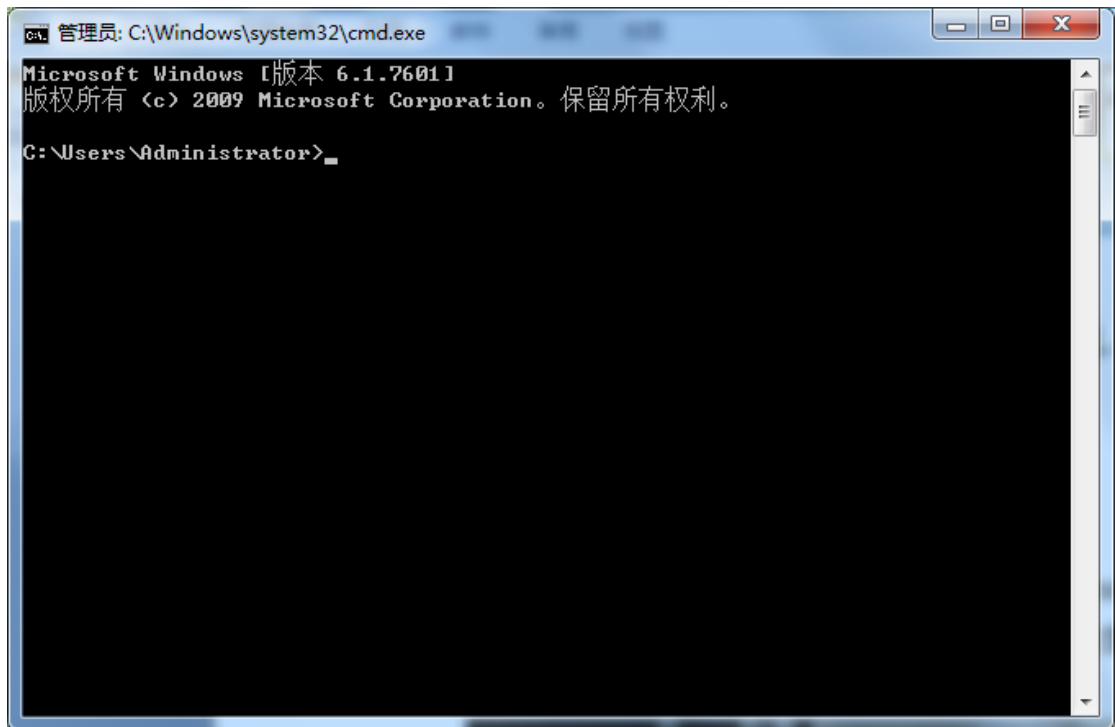 管理员: C:\Windows\system32\cmd.exe
Microsoft Windows [版本 6.1.7601]
版权所有 (c) 2009 Microsoft Corporation。保留所有权利。
C:\Users\Administrator>_